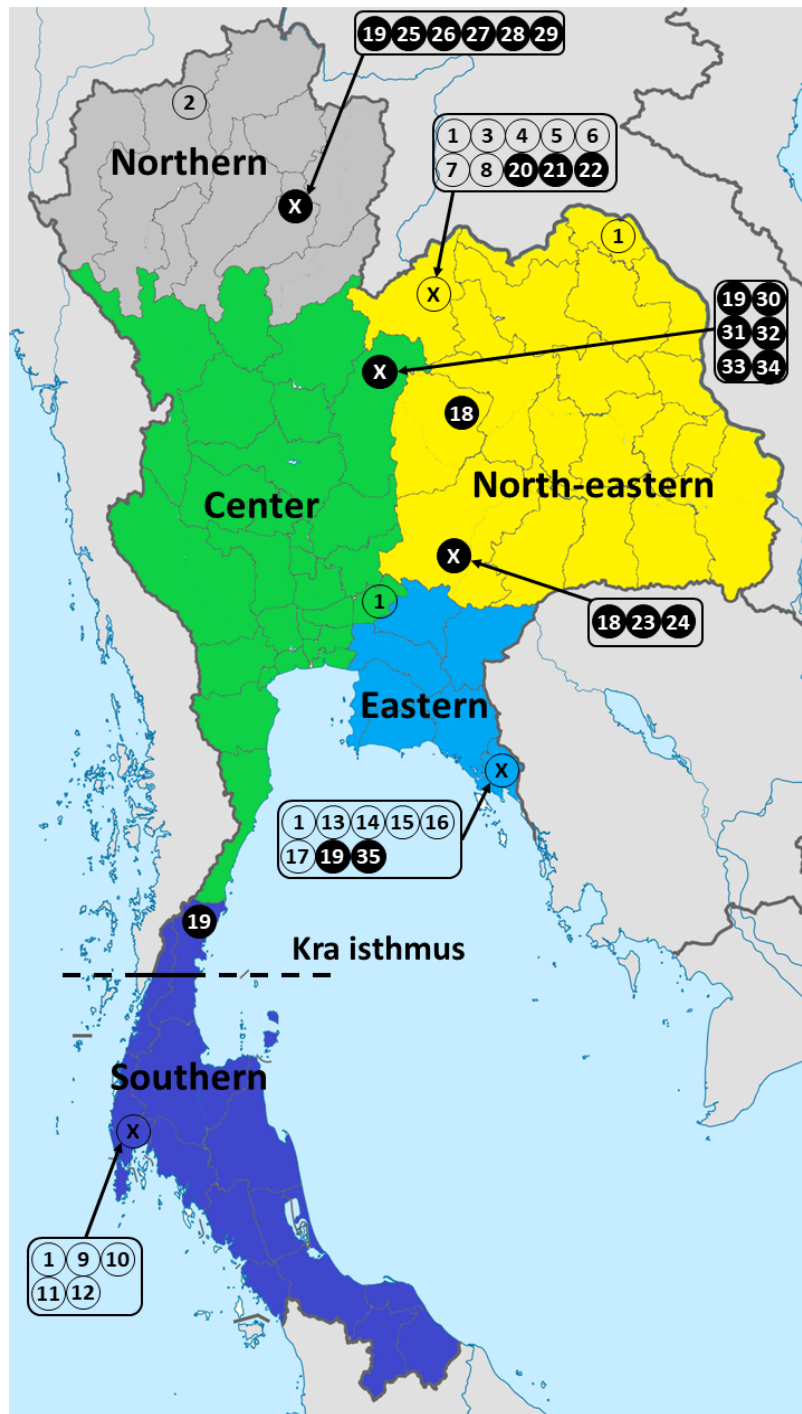 19 25 26 27 28 29
2
1 3 4 5 6
7 8 20 21 22
Northern
X
1
X
19 30
31 32
33 34
X
18
North-eastern
Center
X
1
18 23 24
Eastern
X
1 13 14 15 16
17 19 35
19
Kra isthmus
Southern
X
1 9 10
11 12